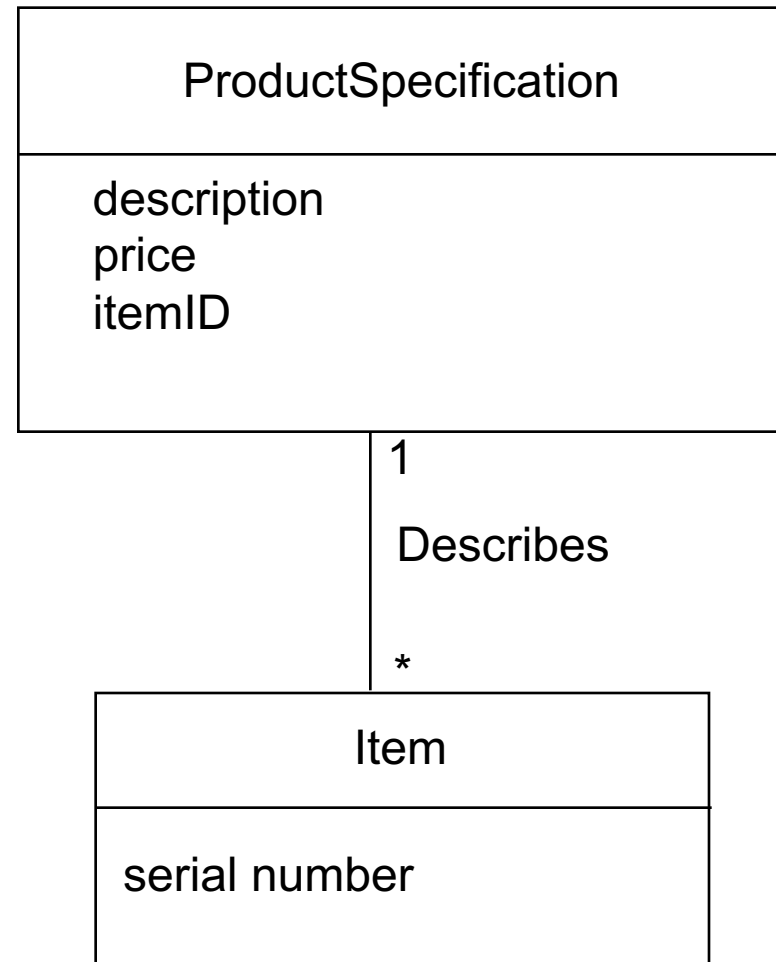 ProductSpecification
description
price
itemID
1
Describes
*
Item
serial number